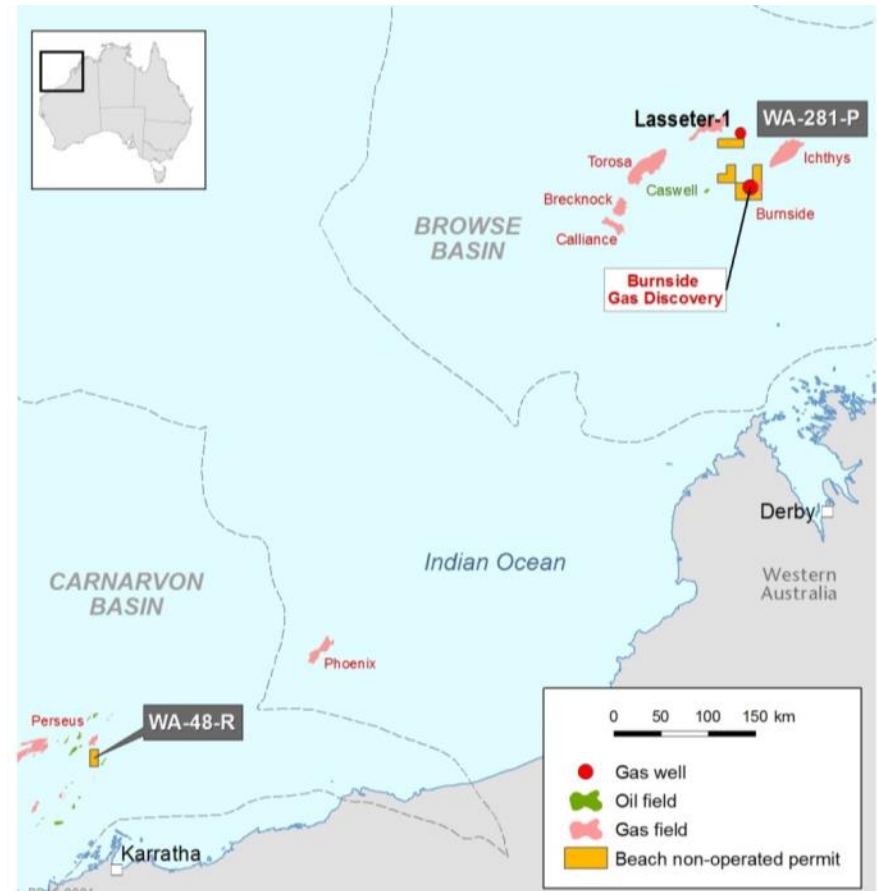 Lasseter-1
WA-281-P
Torosa
Ichthys
Caswell
Brecknock
Burnside
Calliance
BROWSE
BASIN
Burnside
Gas Discovery
Derby
Indian Ocean
Western
Australia
CARNARVON
BASIN
Phoenix
Perseus
WA-48-R
0 50 100 150 km
Gas well
Oil field
Gas field
Beach non-operated permit
Karratha